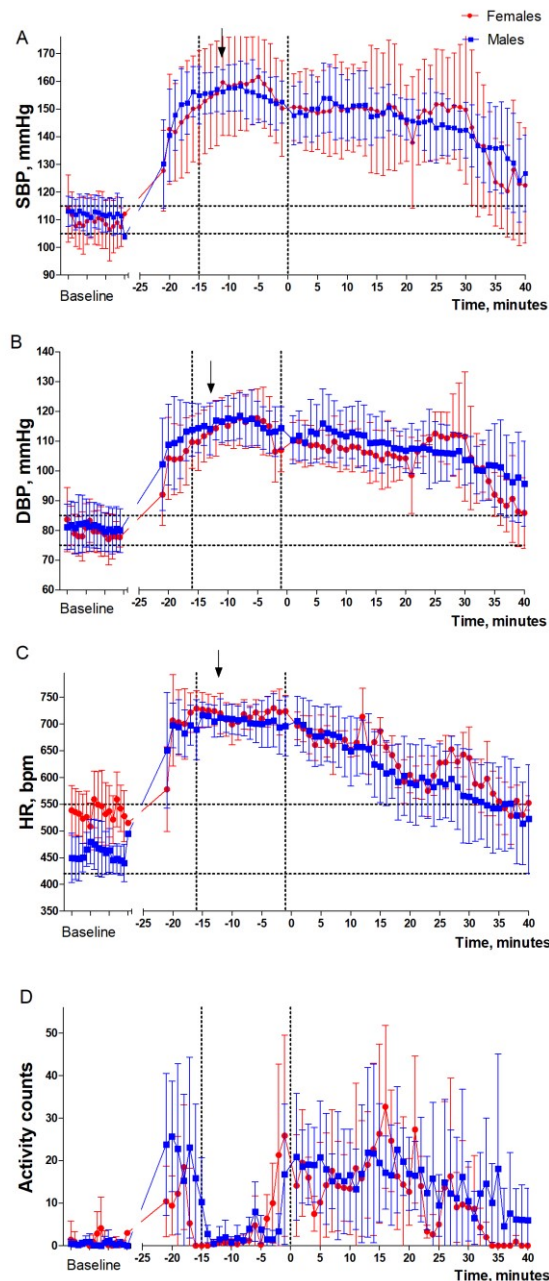 Females
Males
A
SBP, mmHg
170
160
150
140
130
120
110
100
90
Baseline
-25 -20 -15 -10 -5 0 5 10 15 20 25 30 35 40
Time, minutes
B
DBP, mmHg
140
130
120
110
100
90
80
70
60
Baseline
-25 -20 -15 -10 -5 0 5 10 15 20 25 30 35 40
Time, minutes
C
HR, bpm
750
700
650
600
550
500
450
400
350
Baseline
-25 -20 -15 -10 -5 0 5 10 15 20 25 30 35 40
Time, minutes
D
Activity counts
50
40
30
20
10
0
Baseline
-25 -20 -15 -10 -5 0 5 10 15 20 25 30 35 40
Time, minutes